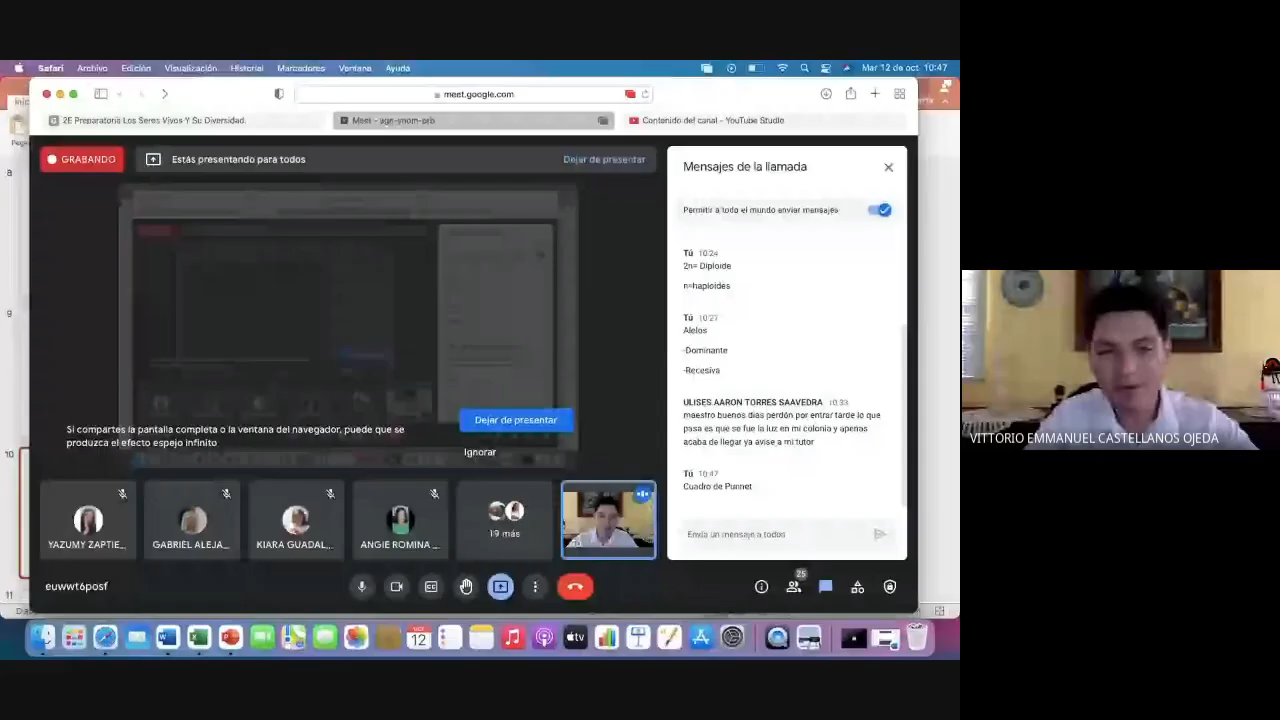 Safari Archivo Edición Visualización Historial Marcadores Ventana Ayuda Mar 12 de oct. 10:47
meet.google.com
2E Preparatoria Los Seres Vivos Y Su Diversidad.
Contenido del canal - YouTube Studio
GRABANDO
Estás presentando para todos
Dejar de presentar
Mensajes de la llamada
Permitir a todo el mundo enviar mensajes
Tú 10:24
2n= Diploide
n=haploides
Tú 10:27
Alelos
-Dominante
-Recesiva
ULISES AARON TORRES SAAVEDRA 10:33
maestro buenos dias perdón por entrar tarde lo que
pasa es que se fue la luz en mi colonia y apenas
acaba de llegar ya avise a mi tutor
Tú 10:47
Cuadro de Punnet
Envía un mensaje a todos
Dejar de presentar
Si compartes la pantalla completa o la ventana del navegador, puede que se
produzca el efecto espejo infinito
Ignorar
19 más
YAZUMY ZAPTIE...
GABRIEL ALEJA...
KIARA GUADAL...
ANGIE ROMINA ...
euwwt6posf
25
10
11
12
tv
VITTORIO EMMANUEL CASTELLANOS OJEDA